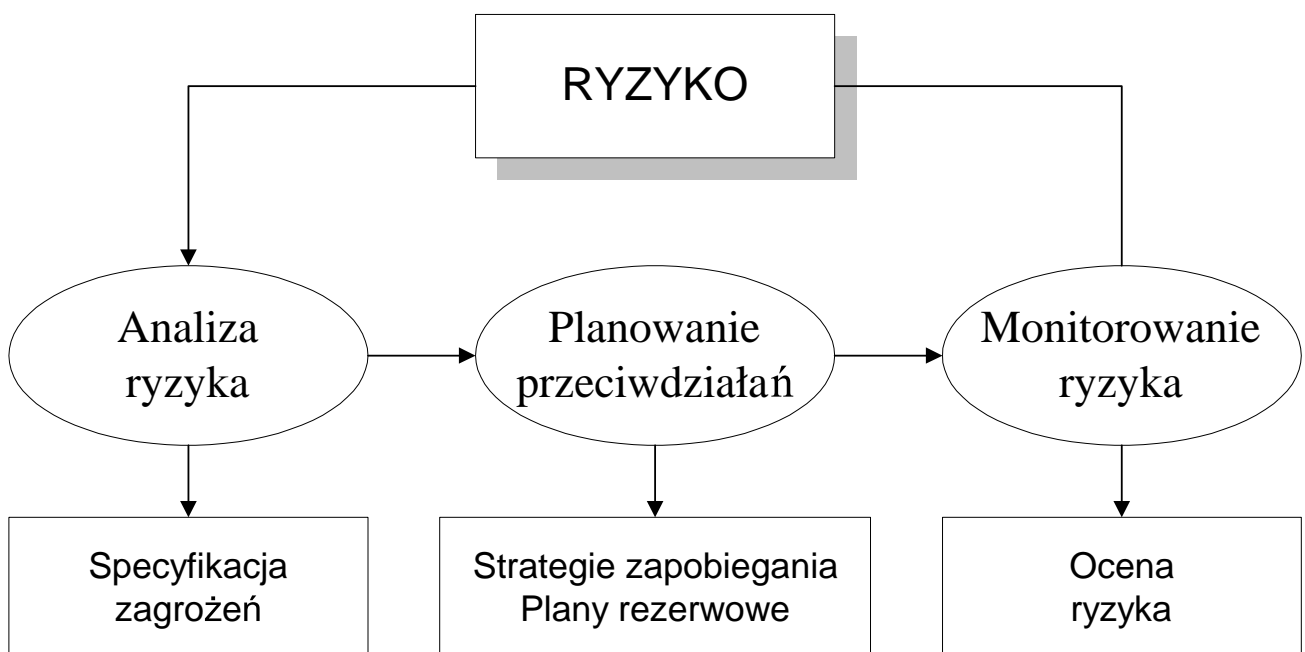 RYZYKO
Analiza
ryzyka
Planowanie
przeciwdziałań
Monitorowanie
ryzyka
Specyfikacja
zagrożeń
Strategie zapobiegania
Plany rezerwowe
Ocena
ryzyka